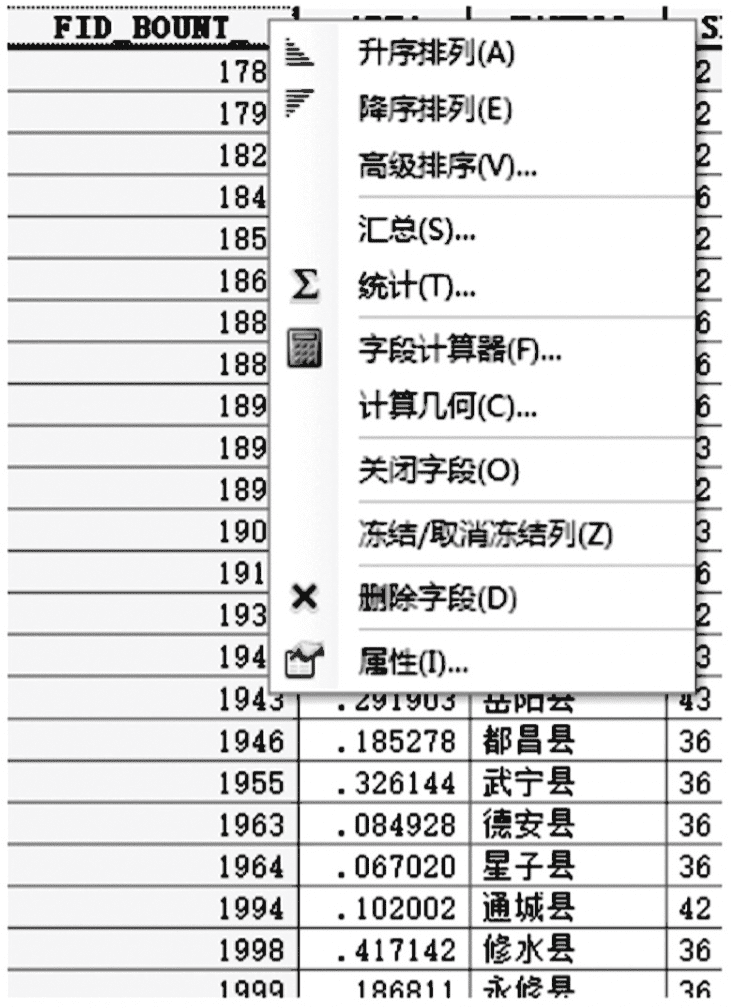 FID_BOUNT_
178
升序排列(A)
2
179
降序排列(E)
2
182
高级排序(V)...
2
184
6
185
汇总(S)...
2
186
统计(T)...
2
188
6
188
字段计算器(F)...
6
189
计算几何(C)...
6
189
3
189
关闭字段(O)
2
190
冻结/取消冻结列(Z)
3
191
6
193
删除字段(D)
2
194
属性(I)...
3
1943 .291903 岳阳县 43
1946 .185278 都昌县 36
1955 .326144 武宁县 36
1963 .084928 德安县 36
1964 .067020 星子县 36
1994 .102002 通城县 42
1998 .417142 修水县 36
1999 .186811 永修县 36